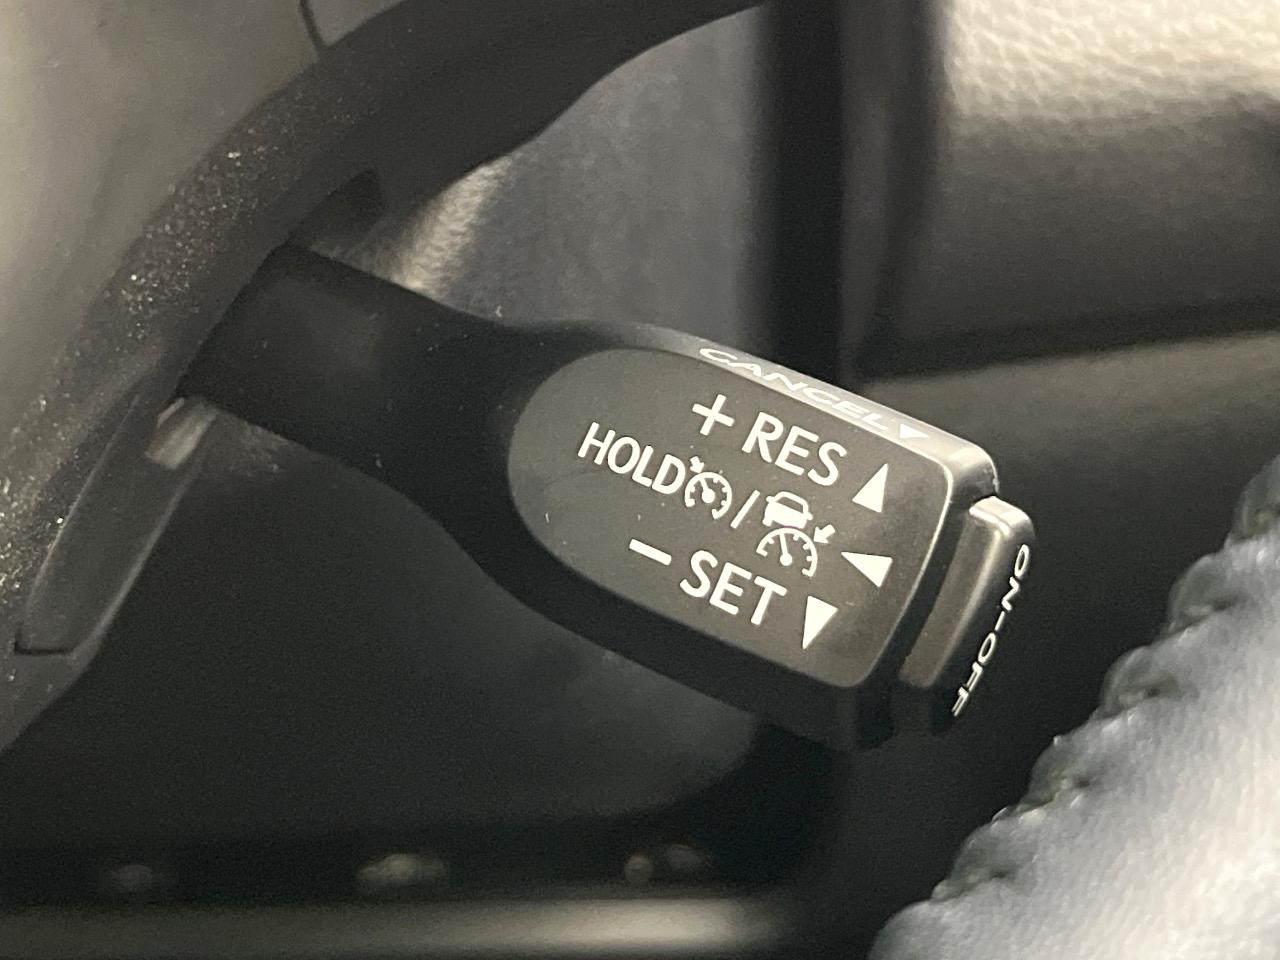 CANCEL▼
+ RES ▲
HOLD /
− SET ▼
ON-OFF